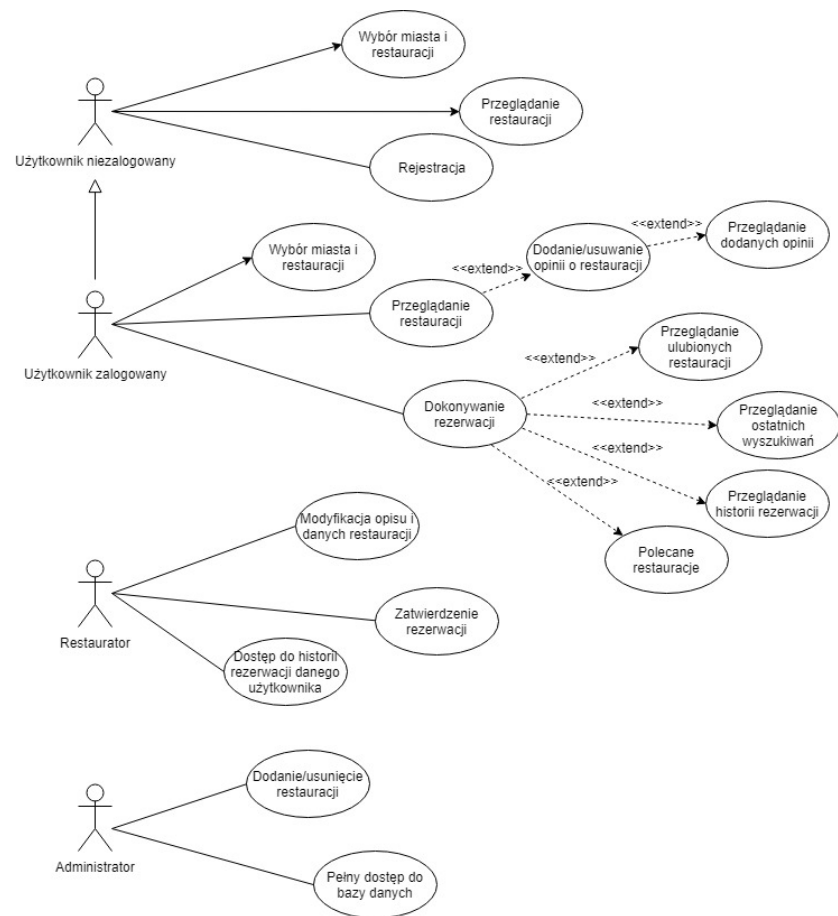 Wybór miasta i
restauracji
Przeglądanie
restauracji
Rejestracja
Użytkownik niezalogowany
Wybór miasta i
restauracji
Przeglądanie
restauracji
<<extend>>
Dodanie/usuwanie
opinii o restauracji
<<extend>>
Przeglądanie
dodanych opinii
Użytkownik zalogowany
Dokonywanie
rezerwacji
<<extend>>
Przeglądanie
ulubionych
restauracji
<<extend>>
Przeglądanie
ostatnich
wyszukiwań
<<extend>>
Przeglądanie
historii rezerwacji
<<extend>>
Polecane
restauracje
Modyfikacja opisu i
danych restauracji
Zatwierdzenie
rezerwacji
Restaurator
Dostęp do historii
rezerwacji danego
użytkownika
Dodanie/usunięcie
restauracji
Administrator
Pełny dostęp do
bazy danych